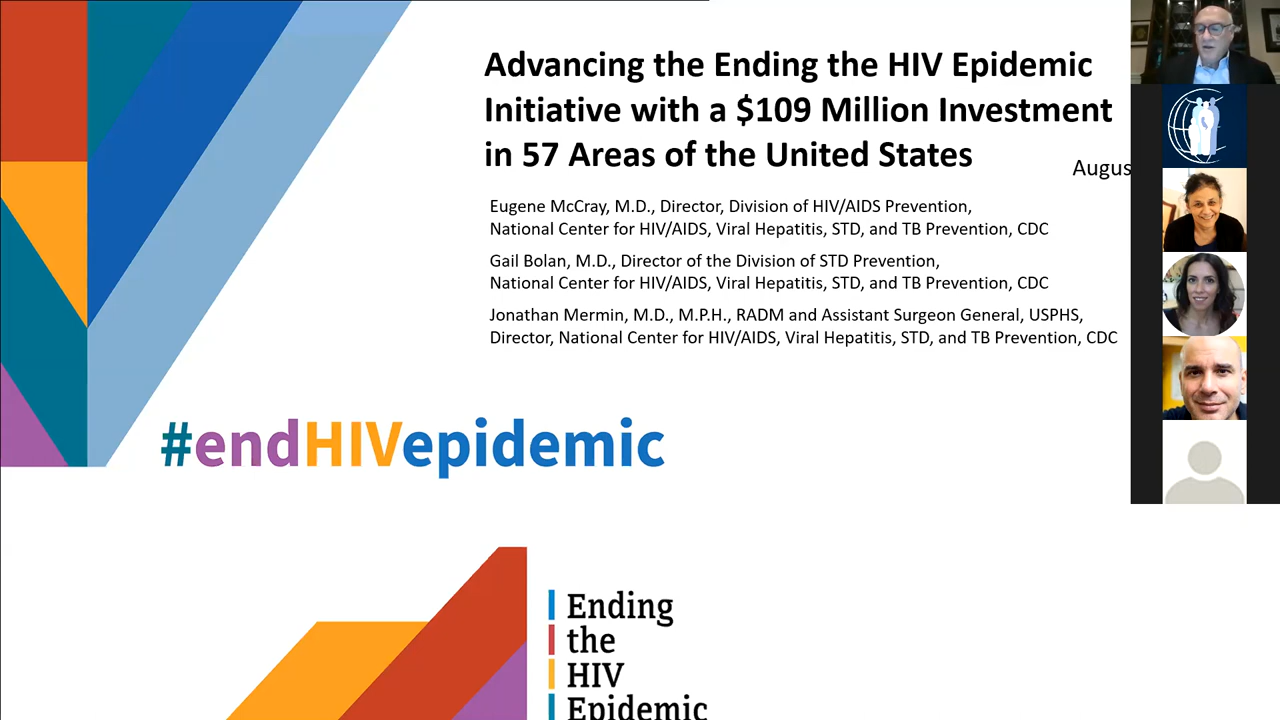 Advancing the Ending the HIV Epidemic
Initiative with a $109 Million Investment
in 57 Areas of the United States
Eugene McCray, M.D., Director, Division of HIV/AIDS Prevention,
National Center for HIV/AIDS, Viral Hepatitis, STD, and TB Prevention, CDC
Gail Bolan, M.D., Director of the Division of STD Prevention,
National Center for HIV/AIDS, Viral Hepatitis, STD, and TB Prevention, CDC
Jonathan Mermin, M.D., M.P.H., RADM and Assistant Surgeon General, USPHS,
Director, National Center for HIV/AIDS, Viral Hepatitis, STD, and TB Prevention, CDC
#endHIVepidemic
Ending
the
HIV
Epidemic